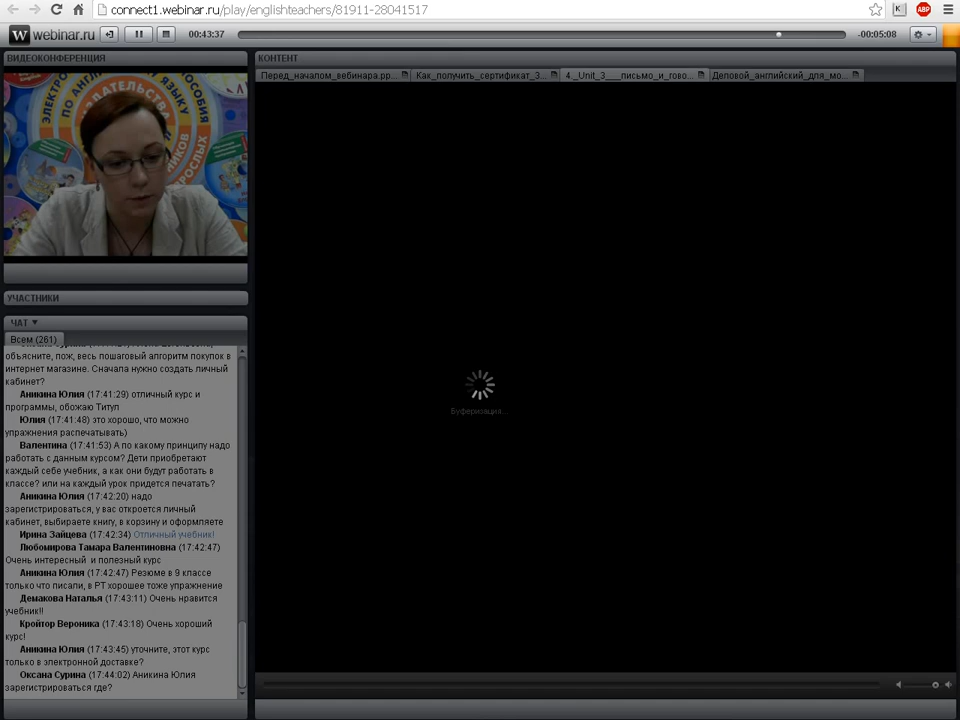 connect1.webinar.ru/play/englishteachers/81911-28041517
K
ABP
W webinar.ru
00:43:37
-00:05:08
ВИДЕОКОНФЕРЕНЦИЯ
КОНТЕНТ
Перед_началом_вебинара.pp...
Как_получить_сертификат_3...
4._Unit_3___письмо_и_гово...
Деловой_английский_для_мо...
УЧАСТНИКИ
ЧАТ
Всем (261)
объясните, пож, весь пошаговый алгоритм покупок в
интернет магазине. Сначала нужно создать личный
кабинет?
Аникина Юлия (17:41:29) отличный курс и
программы, обожаю Титул
Юлия (17:41:48) это хорошо, что можно
упражнения распечатывать)
Валентина (17:41:53) А по какому принципу надо
работать с данным курсом? Дети приобретают
каждый себе учебник, а как они будут работать в
классе? или на каждый урок придется печатать?
Аникина Юлия (17:42:20) надо
зарегистрироваться, у вас откроется личный
кабинет, выбираете книгу, в корзину и оформляете
Ирина Зайцева (17:42:34) Отличный учебник!
Любомирова Тамара Валентиновна (17:42:47)
Очень интересный и полезный курс
Аникина Юлия (17:42:47) Резюме в 9 классе
только что писали, в РТ хорошее тоже упражнение
Демакова Наталья (17:43:11) Очень нравится
учебник!!
Кройтор Вероника (17:43:18) Очень хороший
курс!
Аникина Юлия (17:43:45) уточните, этот курс
только в электронной доставке?
Оксана Сурина (17:44:02) Аникина Юлия
зарегистрироваться где?
Буферизация...